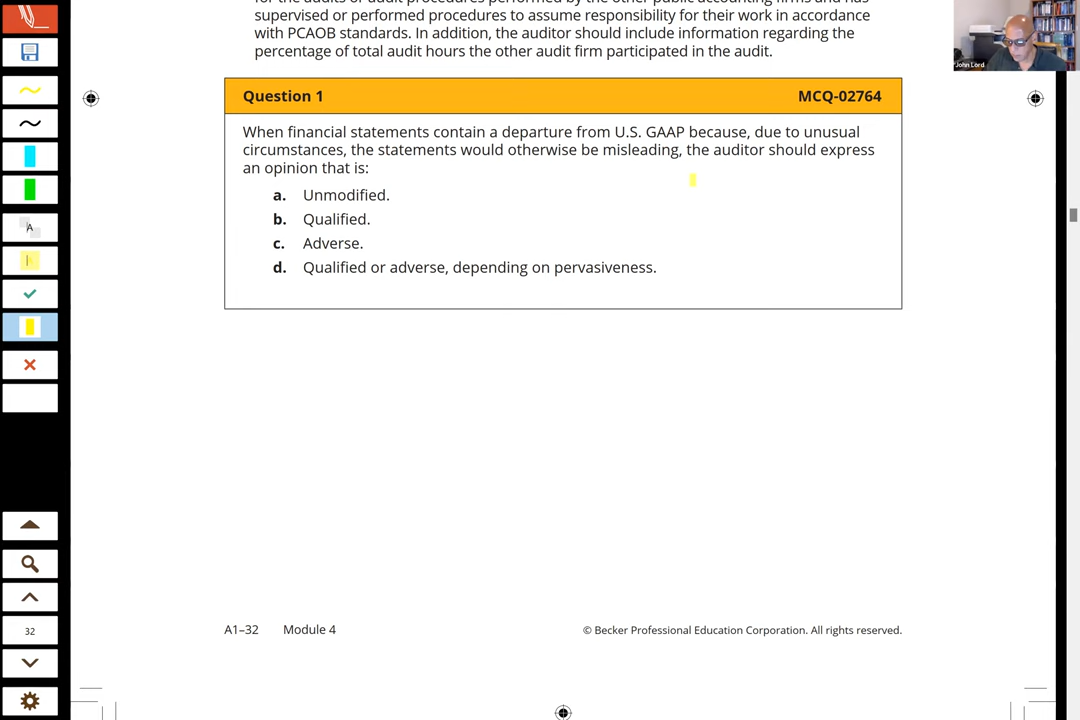 for the audits or audit procedures performed by the other public accounting firms and has
supervised or performed procedures to assume responsibility for their work in accordance
with PCAOB standards. In addition, the auditor should include information regarding the
percentage of total audit hours the other audit firm participated in the audit.
John Lord
Question 1 MCQ-02764
When financial statements contain a departure from U.S. GAAP because, due to unusual
circumstances, the statements would otherwise be misleading, the auditor should express
an opinion that is:
a. Unmodified.
b. Qualified.
c. Adverse.
d. Qualified or adverse, depending on pervasiveness.
A
32
A1–32 Module 4 © Becker Professional Education Corporation. All rights reserved.